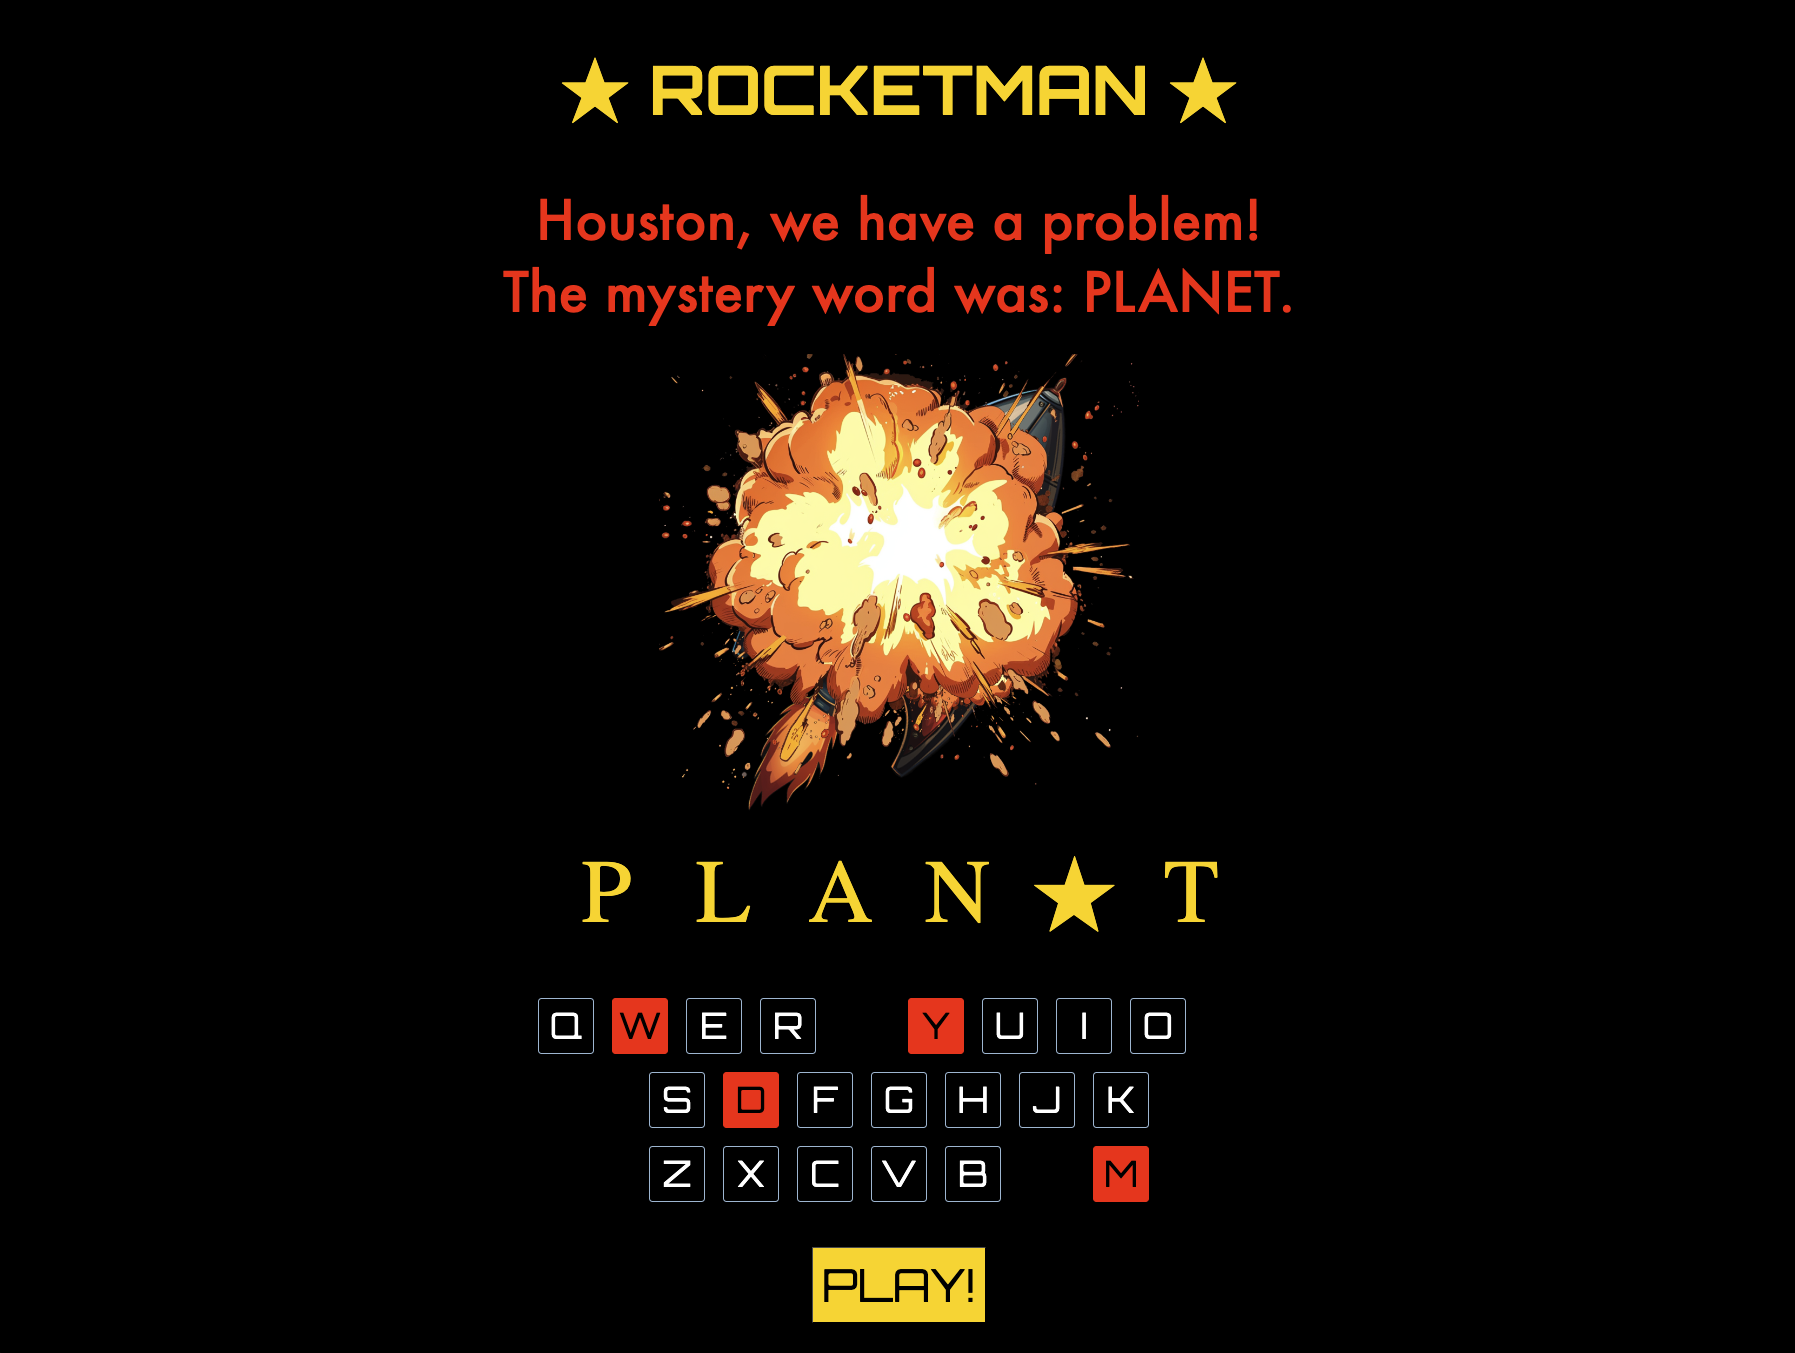 ★ ROCKETMAN ★
Houston, we have a problem!
The mystery word was: PLANET.
P L A N ★ T
Q W E R Y U I O
S D F G H J K
Z X C V B M
PLAY!